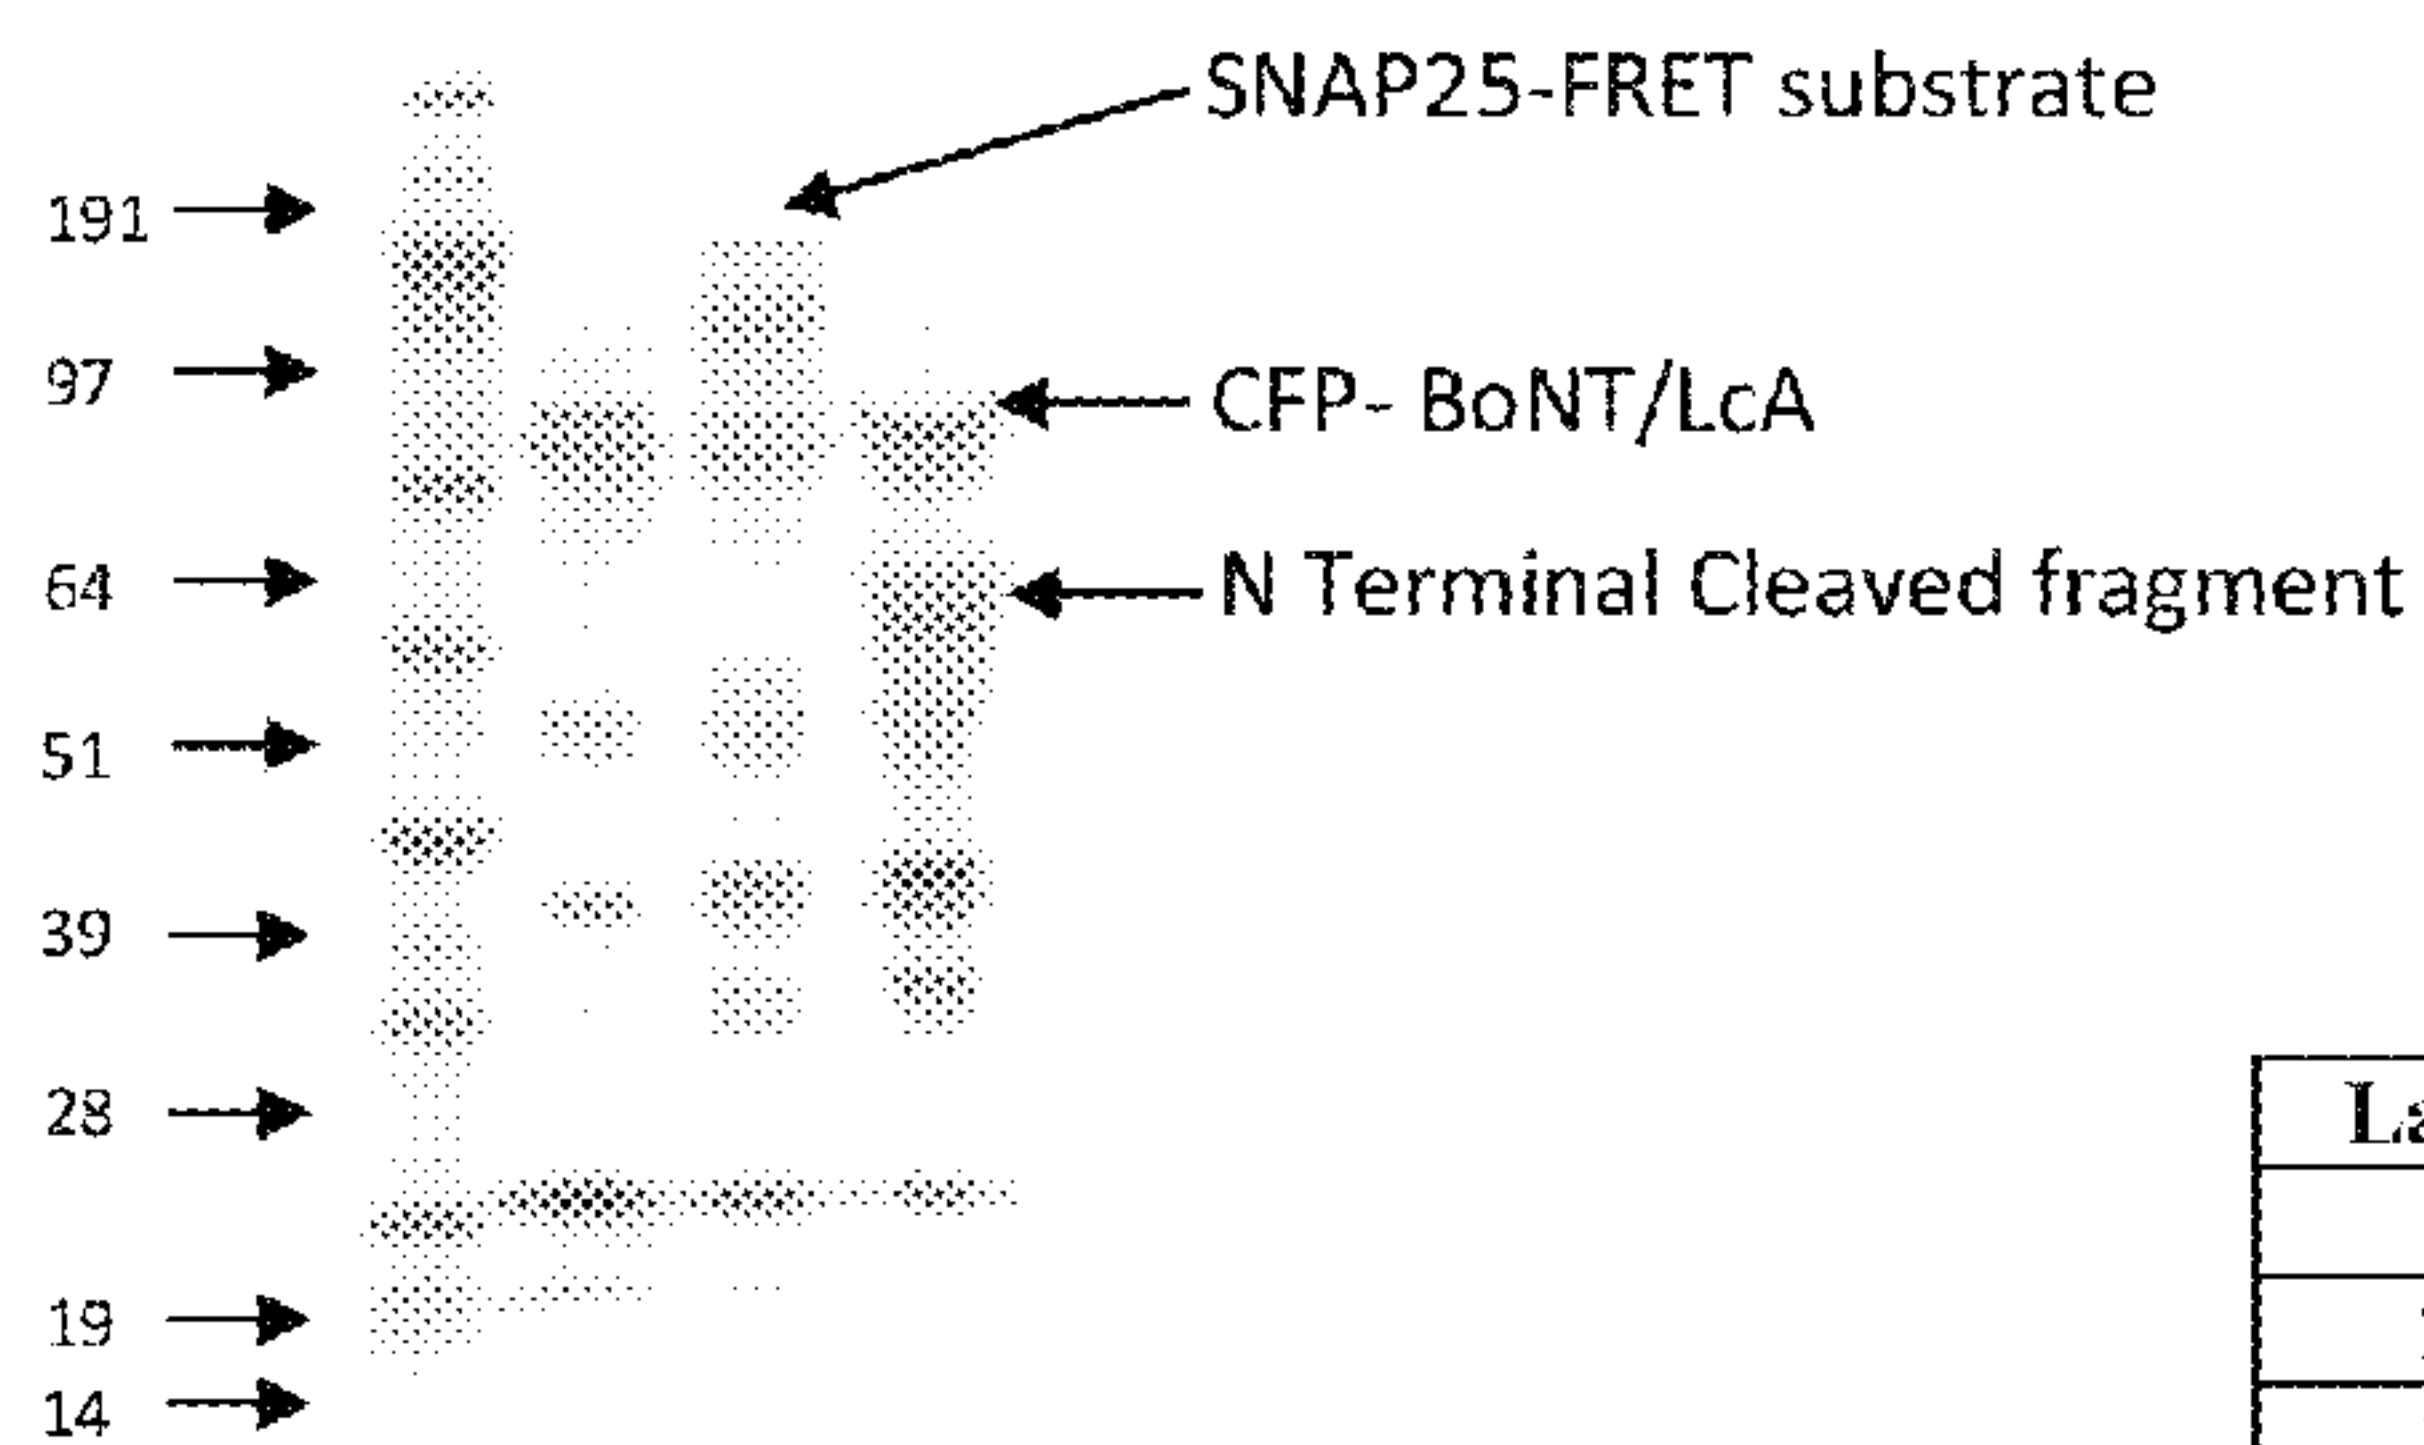 SNAP25-FRET substrate
191
97
CFP- BoNT/LcA
64
N Terminal Cleaved fragment
51
39
28
19
14